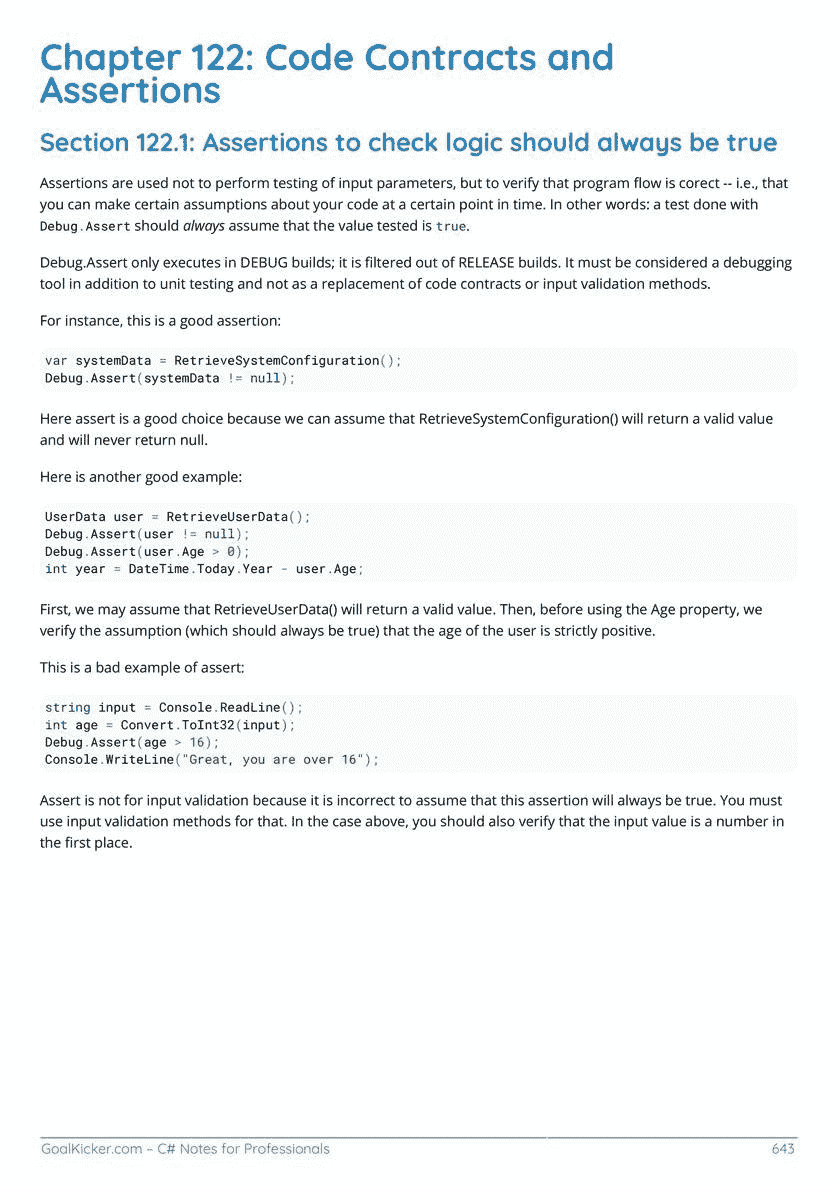 Chapter 122: Code Contracts and
Assertions
Section 122.1: Assertions to check logic should always be true
Assertions are used not to perform testing of input parameters, but to verify that program flow is corect -- i.e., that
you can make certain assumptions about your code at a certain point in time. In other words: a test done with
Debug.Assert should always assume that the value tested is true.
Debug.Assert only executes in DEBUG builds; it is filtered out of RELEASE builds. It must be considered a debugging
tool in addition to unit testing and not as a replacement of code contracts or input validation methods.
For instance, this is a good assertion:
var systemData = RetrieveSystemConfiguration();
Debug.Assert(systemData != null);
Here assert is a good choice because we can assume that RetrieveSystemConfiguration() will return a valid value
and will never return null.
Here is another good example:
UserData user = RetrieveUserData();
Debug.Assert(user != null);
Debug.Assert(user.Age > 0);
int year = DateTime.Today.Year - user.Age;
First, we may assume that RetrieveUserData() will return a valid value. Then, before using the Age property, we
verify the assumption (which should always be true) that the age of the user is strictly positive.
This is a bad example of assert:
string input = Console.ReadLine();
int age = Convert.ToInt32(input);
Debug.Assert(age > 16);
Console.WriteLine("Great, you are over 16");
Assert is not for input validation because it is incorrect to assume that this assertion will always be true. You must
use input validation methods for that. In the case above, you should also verify that the input value is a number in
the first place.
GoalKicker.com – C# Notes for Professionals
643